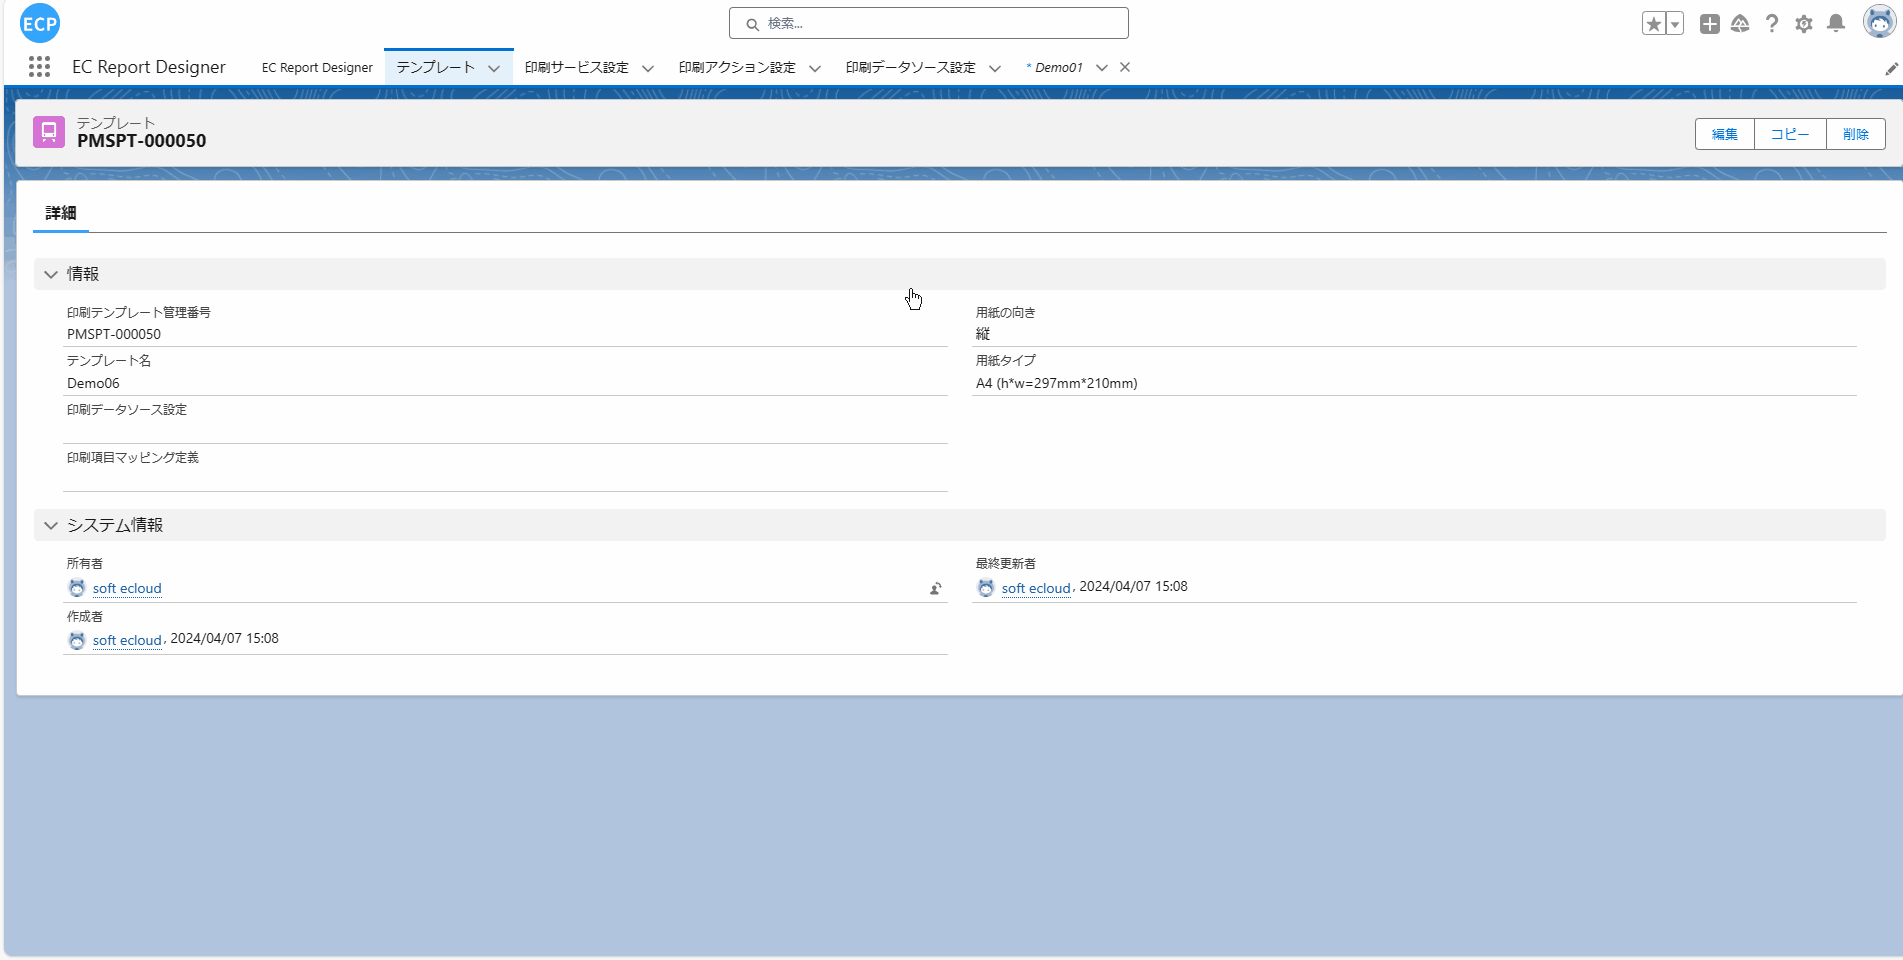 ECP
検索...
EC Report Designer
EC Report Designer
テンプレート
印刷サービス設定
印刷アクション設定
印刷データソース設定
* Demo01
テンプレート
PMSPT-000050
編集
コピー
削除
詳細
情報
印刷テンプレート管理番号
PMSPT-000050
用紙の向き
縦
テンプレート名
Demo06
用紙タイプ
A4 (h*w=297mm*210mm)
印刷データソース設定
印刷項目マッピング定義
システム情報
所有者
soft ecloud
最終更新者
soft ecloud、2024/04/07 15:08
作成者
soft ecloud、2024/04/07 15:08